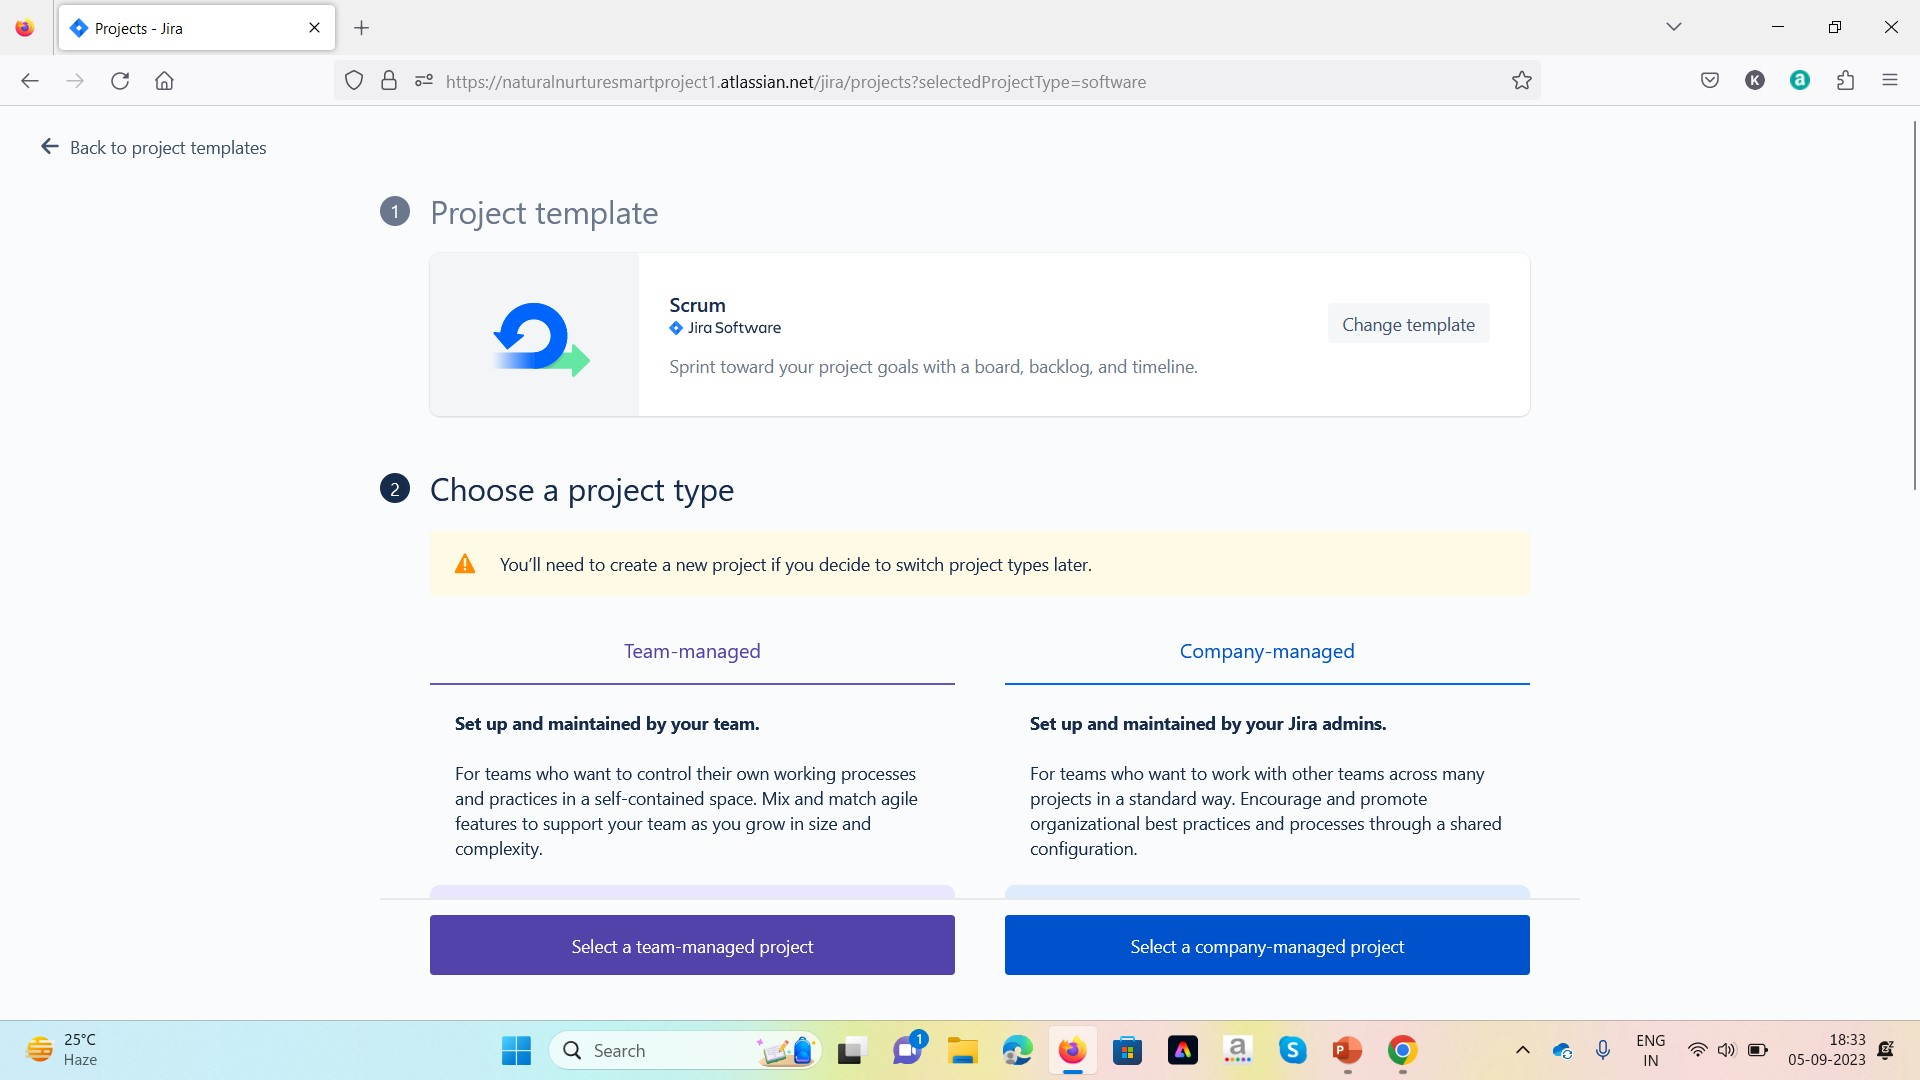 Projects - Jira
https://naturalnurturesmartproject1.atlassian.net/jira/projects?selectedProjectType=software
K
a
Back to project templates
1 Project template
Scrum
Jira Software
Change template
Sprint toward your project goals with a board, backlog, and timeline.
2 Choose a project type
You'll need to create a new project if you decide to switch project types later.
Team-managed
Company-managed
Set up and maintained by your team.
Set up and maintained by your Jira admins.
For teams who want to control their own working processes
and practices in a self-contained space. Mix and match agile
features to support your team as you grow in size and
complexity.
For teams who want to work with other teams across many
projects in a standard way. Encourage and promote
organizational best practices and processes through a shared
configuration.
Select a team-managed project
Select a company-managed project
25°C
Haze
Search
1
a
S
P
ENG
IN
18:33
05-09-2023